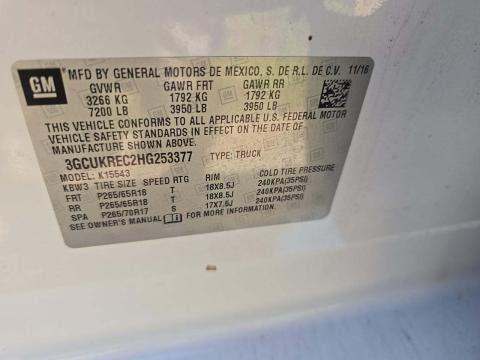 GM
MFD BY GENERAL MOTORS DE MEXICO, S. DE R.L. DE C.V. 11/16
GVWR GAWR FRT GAWR RR
3266 KG 1792 KG 1792 KG
7200 LB 3950 LB 3950 LB
THIS VEHICLE CONFORMS TO ALL APPLICABLE U.S. FEDERAL MOTOR
VEHICLE SAFETY STANDARDS IN EFFECT ON THE DATE OF
MANUFACTURE SHOWN ABOVE.
3GCUKREC2HG253377 TYPE: TRUCK
MODEL: K15543
KBW3 TIRE SIZE SPEED RTG RIM COLD TIRE PRESSURE
FRT P265/65R18 T 18X8.5J 240KPA(35PSI)
RR P265/65R18 T 18X8.5J 240KPA(35PSI)
SPA P265/70R17 S 17X7.5J 240KPA(35PSI)
SEE OWNER'S MANUAL FOR MORE INFORMATION.